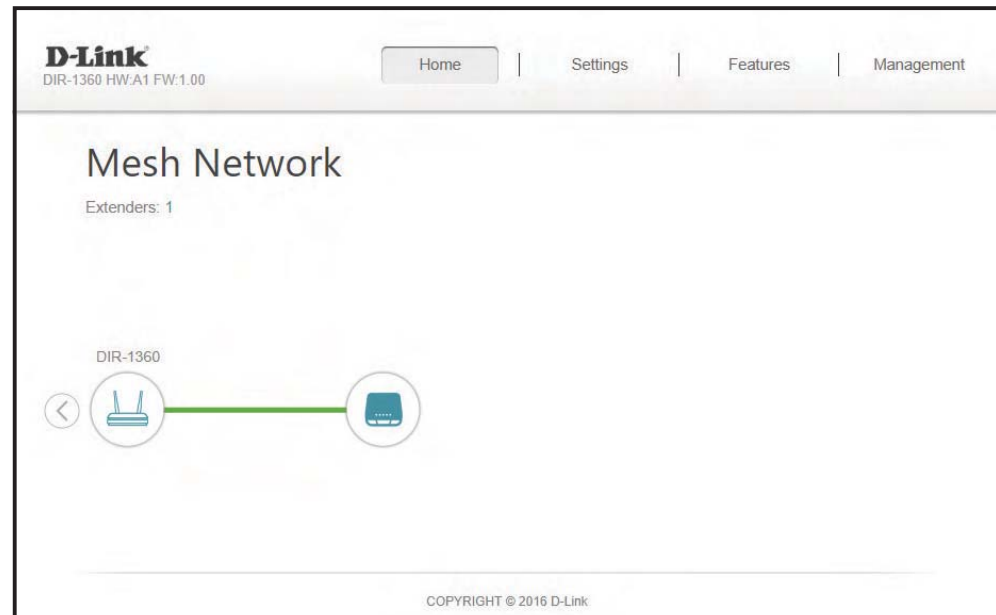 D-Link
DIR-1360 HW:A1 FW:1.00
Home | Settings | Features | Management
Mesh Network
Extenders: 1
DIR-1360
COPYRIGHT © 2016 D-Link